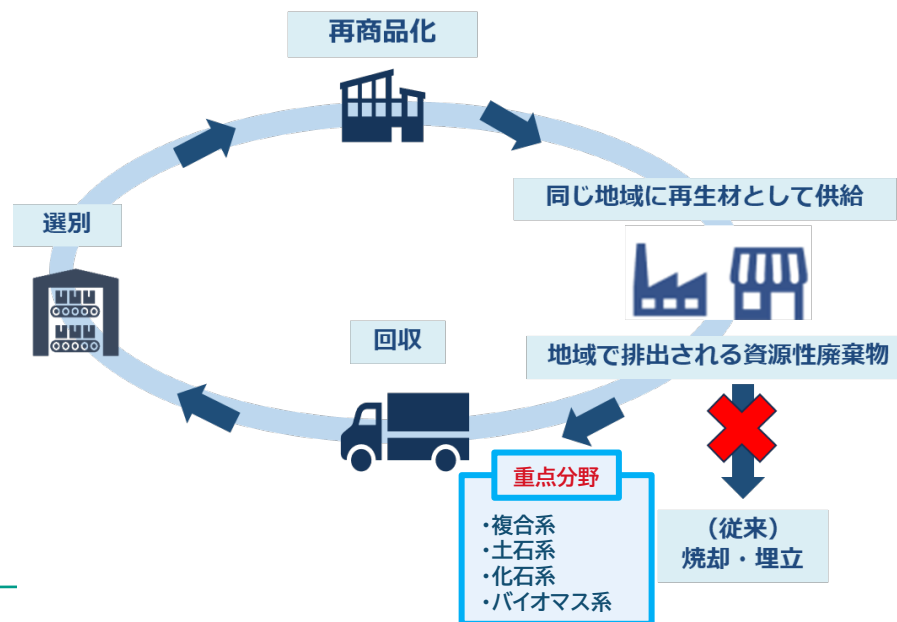 再商品化
同じ地域に再生材として供給
選別
回収
地域で排出される資源性廃棄物
重点分野
・複合系
・土石系
・化石系
・バイオマス系
（従来）
焼却・埋立